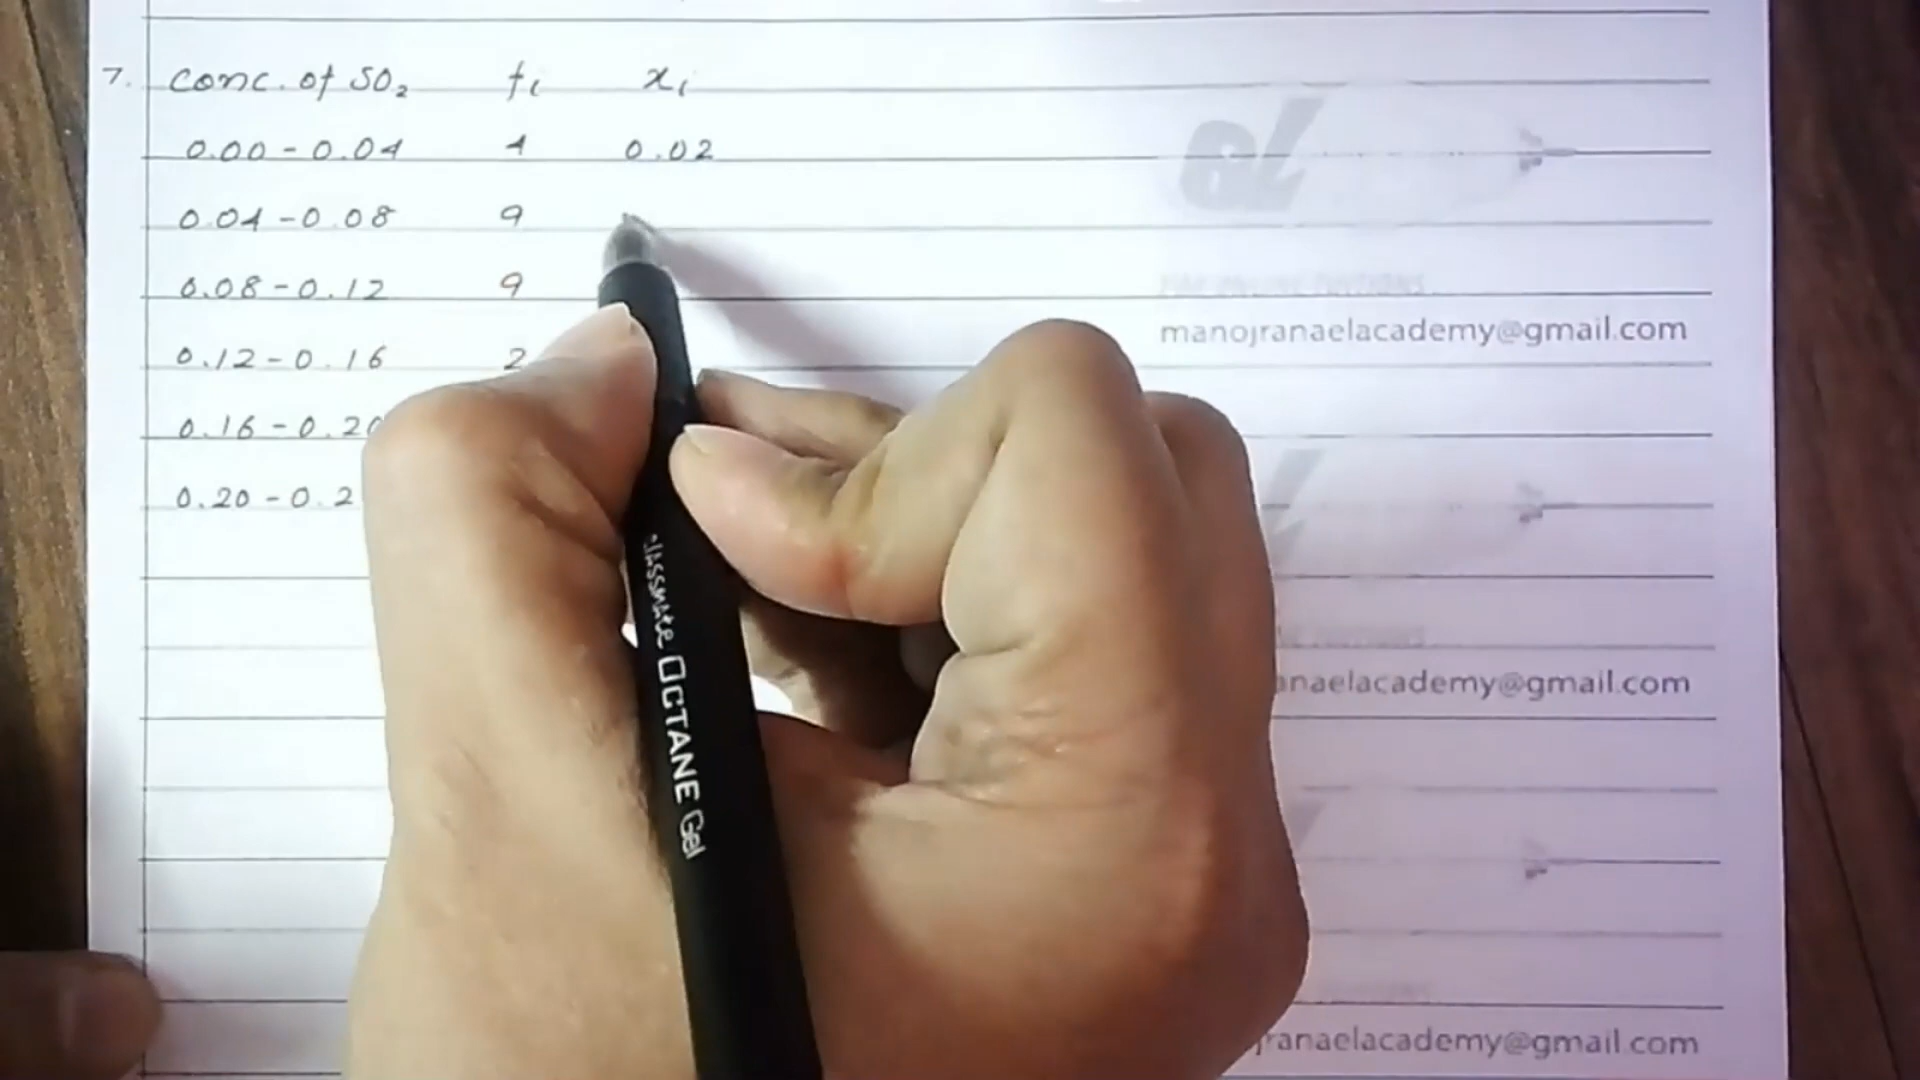 7. Conc. of SO₂ fᵢ xᵢ
0.00 - 0.04 4 0.02
0.04 - 0.08 9
0.08 - 0.12 9
0.12 - 0.16 2
0.16 - 0.20
0.20 - 0.2
manojranaelacademy@gmail.com
anaelacademy@gmail.com
jranaelacademy@gmail.com
classmate OCTANE Gel